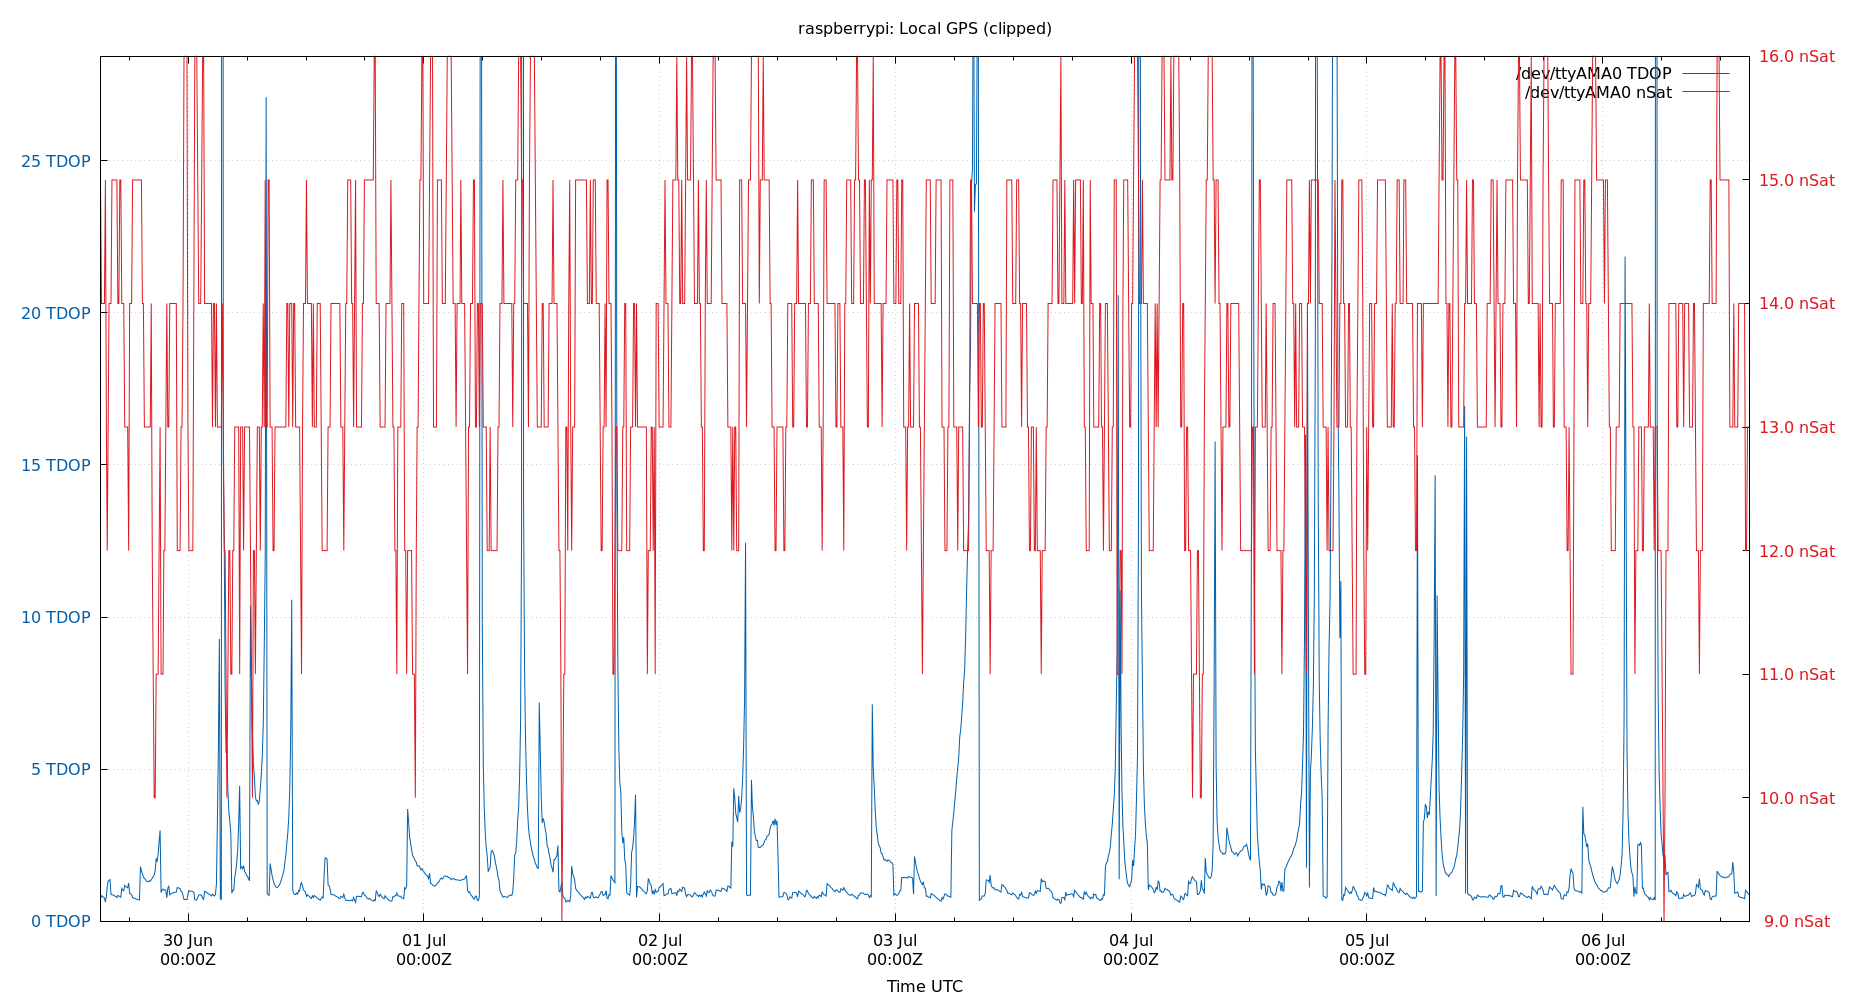 raspberrypi: Local GPS (clipped)
/dev/ttyAMA0 TDOP
/dev/ttyAMA0 nSat
25 TDOP
20 TDOP
15 TDOP
10 TDOP
5 TDOP
0 TDOP
16.0 nSat
15.0 nSat
14.0 nSat
13.0 nSat
12.0 nSat
11.0 nSat
10.0 nSat
9.0 nSat
30 Jun
00:00Z
01 Jul
00:00Z
02 Jul
00:00Z
03 Jul
00:00Z
04 Jul
00:00Z
05 Jul
00:00Z
06 Jul
00:00Z
Time UTC